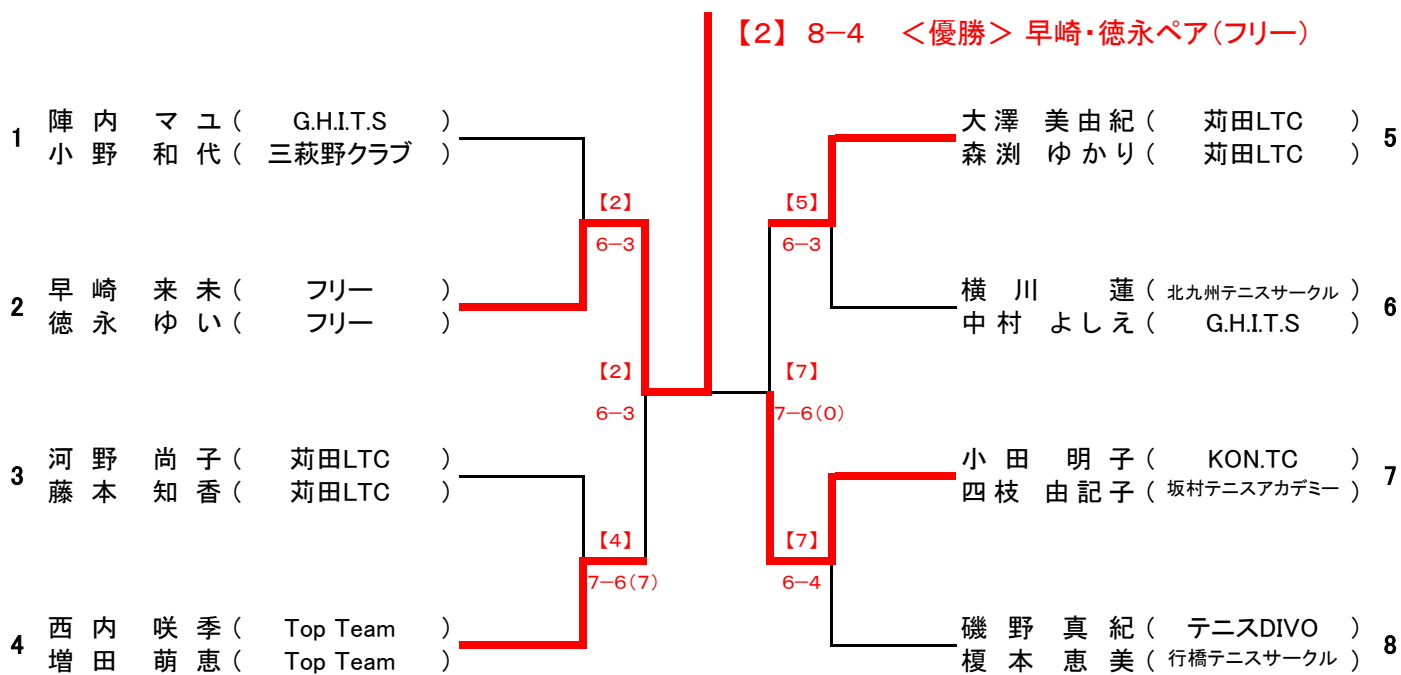 【2】 8−4 ＜優勝＞ 早崎・徳永ペア(フリー)
1 陣内 マユ( G.H.I.T.S )
小野 和代( 三萩野クラブ )
【2】
6−3
2 早崎 来未( フリー )
徳永 ゆい( フリー )
【2】
6−3
3 河野 尚子( 苅田LTC )
藤本 知香( 苅田LTC )
【4】
7−6(7)
4 西内 咲季( Top Team )
増田 萌恵( Top Team )
大澤 美由紀( 苅田LTC ) 5
森渕 ゆかり( 苅田LTC )
【5】
6−3
横川 蓮( 北九州テニスサークル ) 6
中村 よしえ( G.H.I.T.S )
【7】
7−6(0)
小田 明子( KON.TC ) 7
四枝 由記子( 坂村テニスアカデミー )
【7】
6−4
磯野 真紀( テニスDIVO ) 8
榎本 恵美( 行橋テニスサークル )